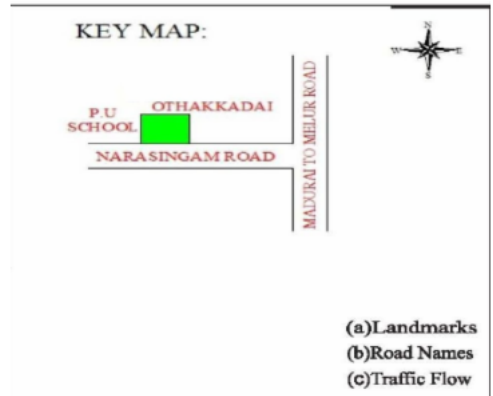 KEY MAP:
N
W
E
S
OTHAKKADAI
P.U
SCHOOL
NARASINGAM ROAD
MADURAI TO MELUR ROAD
(a)Landmarks
(b)Road Names
(c)Traffic Flow